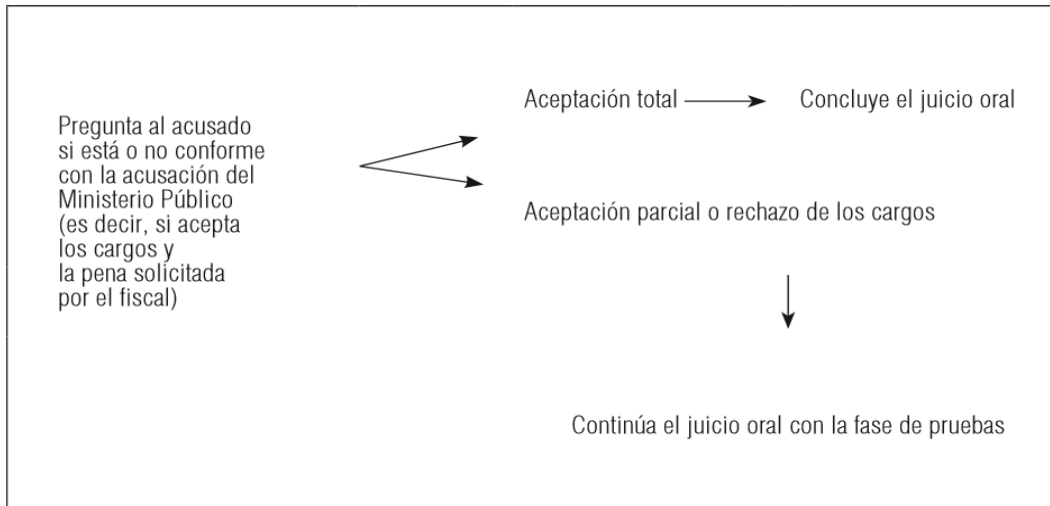 Pregunta al acusado
si está o no conforme
con la acusación del
Ministerio Público
(es decir, si acepta
los cargos y
la pena solicitada
por el fiscal)
Aceptación total
Concluye el juicio oral
Aceptación parcial o rechazo de los cargos
Continúa el juicio oral con la fase de pruebas